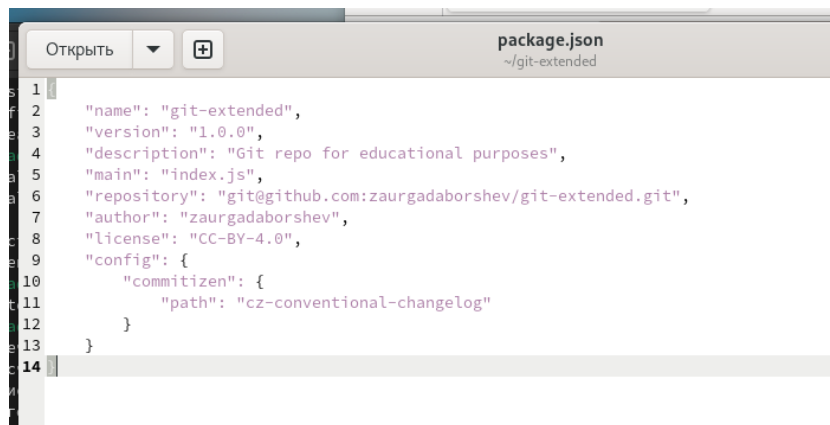 Открыть
package.json
~/git-extended
1 {
2     "name": "git-extended",
3     "version": "1.0.0",
4     "description": "Git repo for educational purposes",
5     "main": "index.js",
6     "repository": "git@github.com:zaurgadaborshev/git-extended.git",
7     "author": "zaurgadaborshev",
8     "license": "CC-BY-4.0",
9     "config": {
10         "commitizen": {
11             "path": "cz-conventional-changelog"
12         }
13     }
14 }